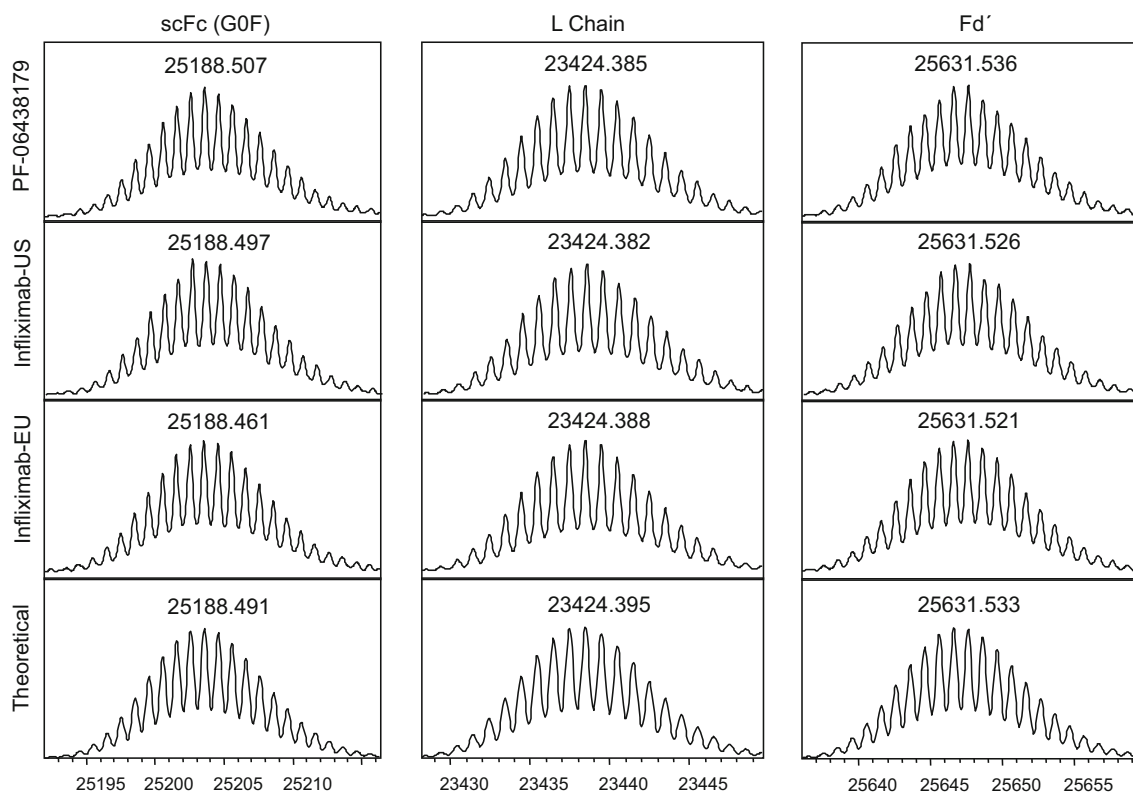 scFc (G0F) L Chain Fd´
PF-06438179
25188.507 23424.385 25631.536
Infliximab-US
25188.497 23424.382 25631.526
Infliximab-EU
25188.461 23424.388 25631.521
Theoretical
25188.491 23424.395 25631.533
25195 25200 25205 25210 23430 23435 23440 23445 25640 25645 25650 25655